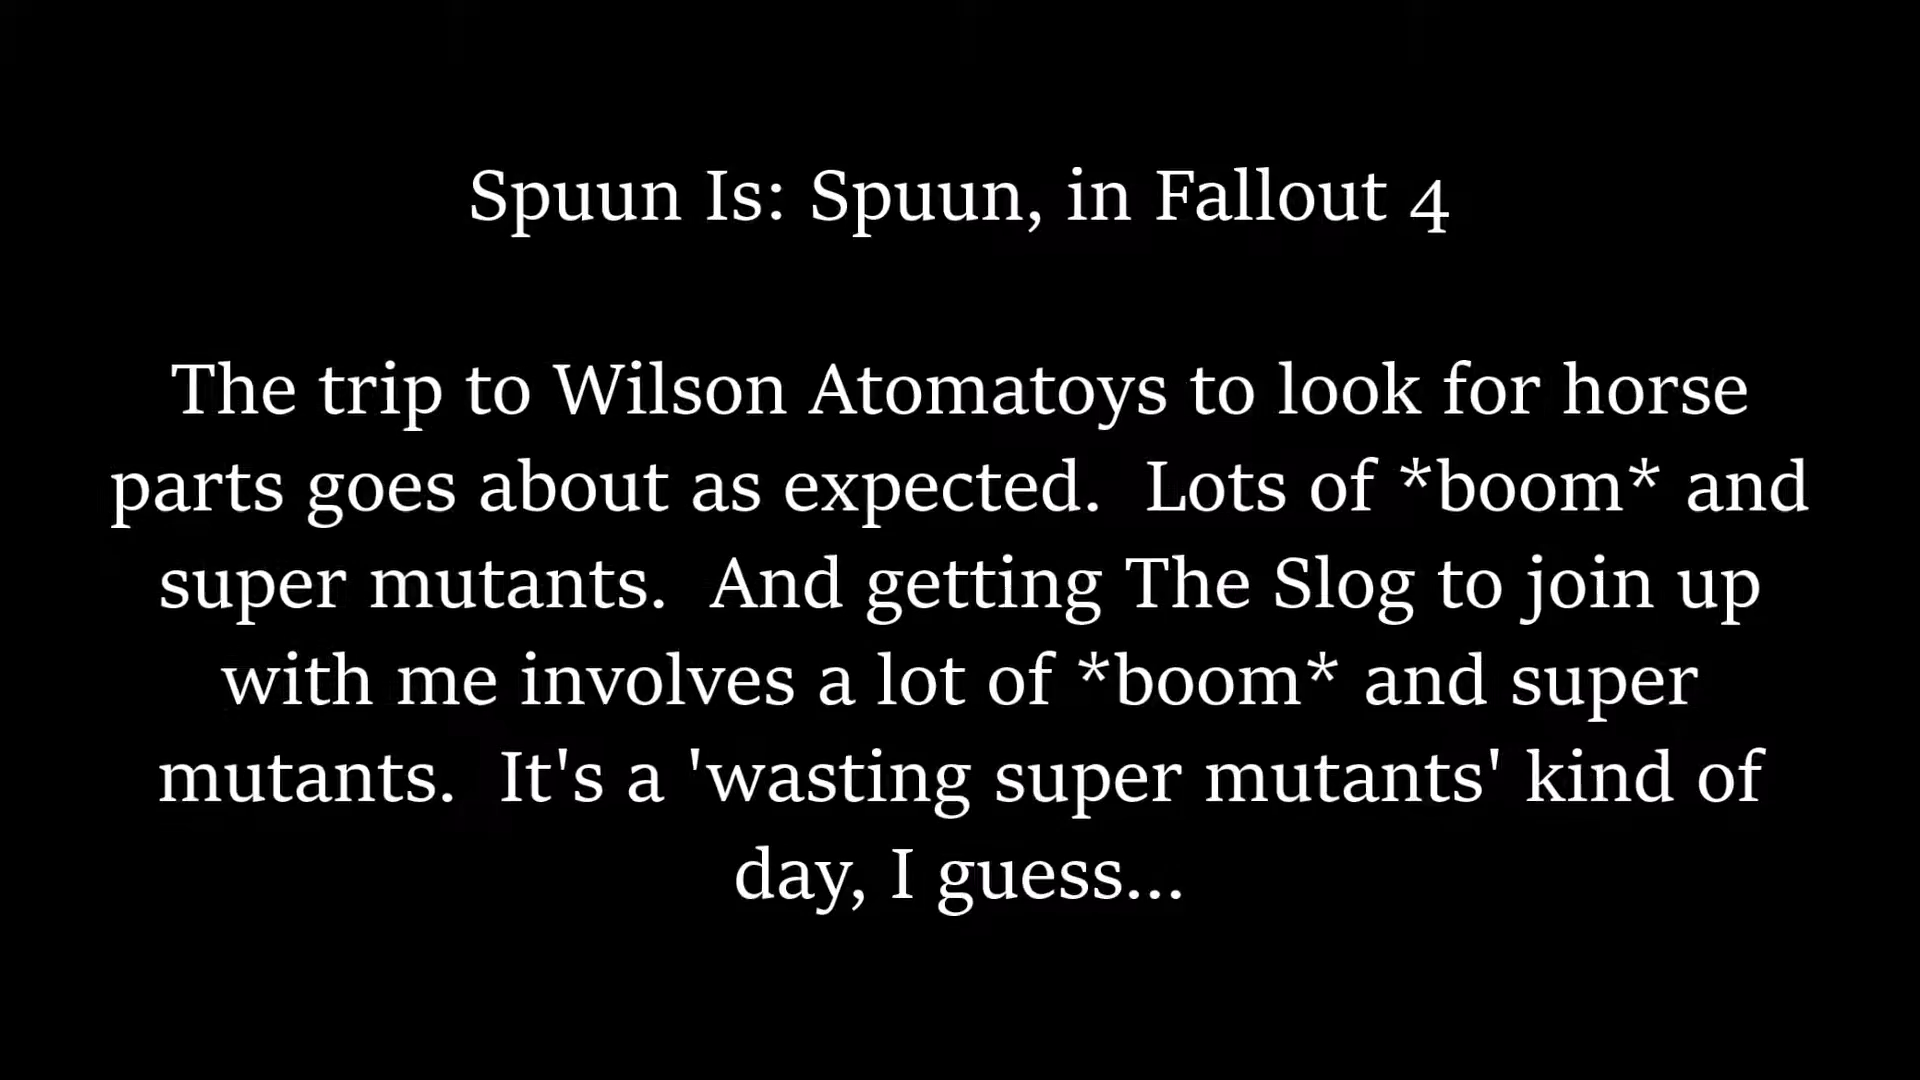 Spuun Is: Spuun, in Fallout 4
The trip to Wilson Atomatoys to look for horse
parts goes about as expected.  Lots of *boom* and
super mutants.  And getting The Slog to join up
with me involves a lot of *boom* and super
mutants.  It's a 'wasting super mutants' kind of
day, I guess...